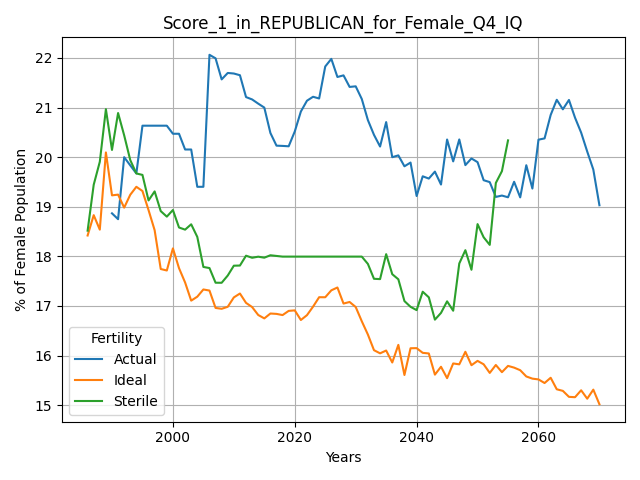 Score_1_in_REPUBLICAN_for_Female_Q4_IQ
% of Female Population
22
21
20
19
18
17
16
15
Fertility
Actual
Ideal
Sterile
2000
2020
2040
2060
Years